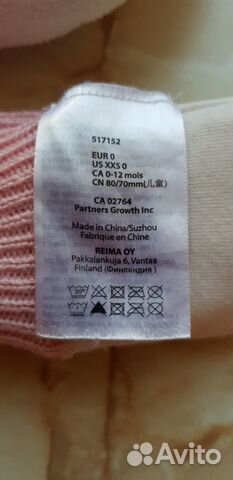 517152
EUR 0
US XXS 0
CA 0-12 mois
CN 80/70mm(儿童)
CA 02764
Partners Growth Inc
Made in China/Suzhou
Fabrique en Chine
REIMA OY
Pakkalankuja 6, Vantaa
Finland (Финляндия)
Avito